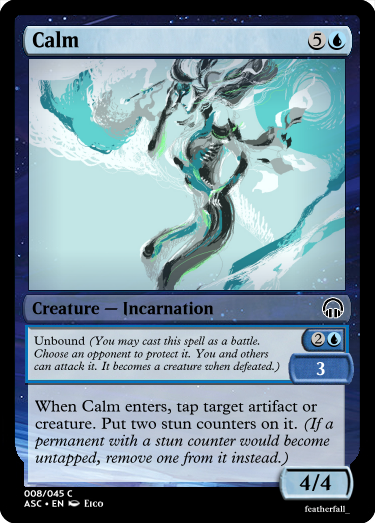 Calm 5
Creature — Incarnation
Unbound (You may cast this spell as a battle. 2
Choose an opponent to protect it. You and others
can attack it. It becomes a creature when defeated.)
3
When Calm enters, tap target artifact or
creature. Put two stun counters on it. (If a
permanent with a stun counter would become
untapped, remove one from it instead.)
4/4
008/045 C
ASC • EN Eico
featherfall_